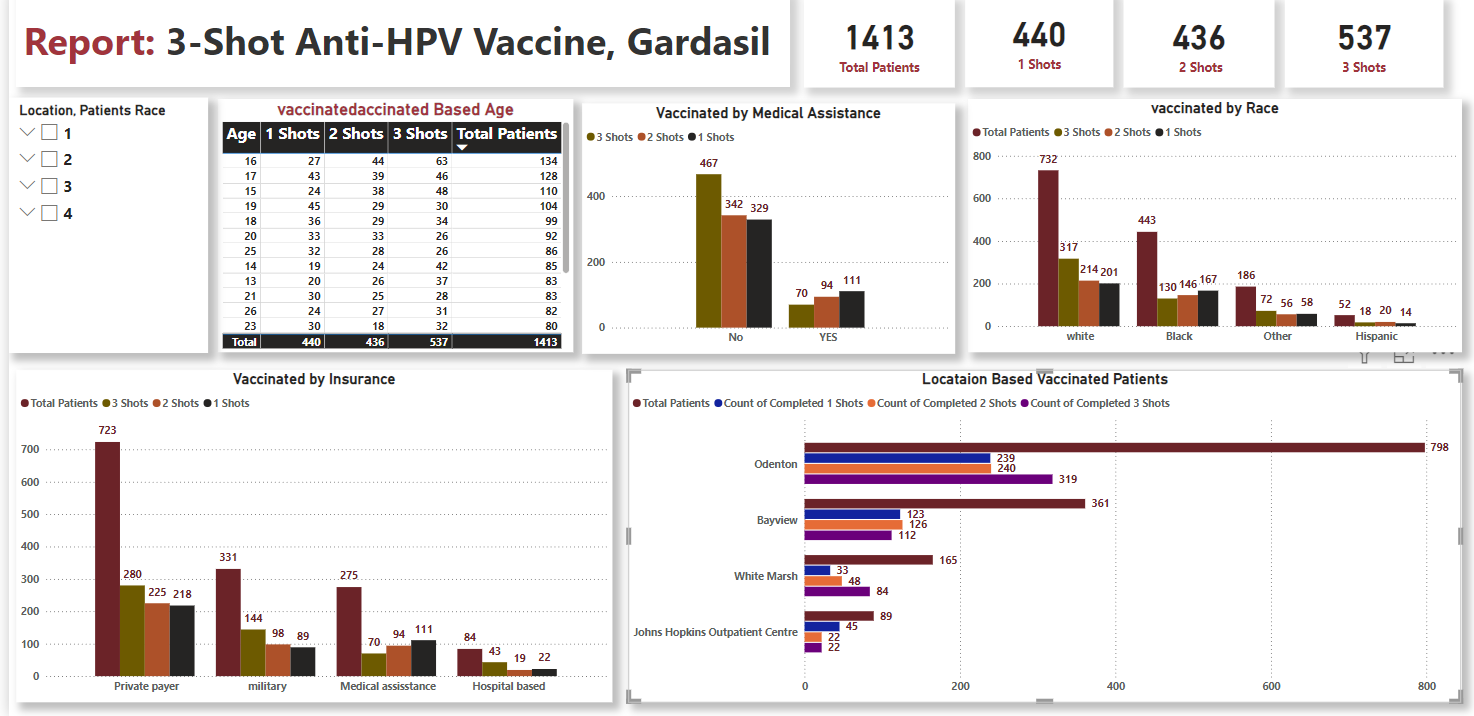 Report: 3-Shot Anti-HPV Vaccine, Gardasil
1413
Total Patients
440
1 Shots
436
2 Shots
537
3 Shots
Location, Patients Race
1
2
3
4
vaccinatedaccinated Based Age
Age 1 Shots 2 Shots 3 Shots Total Patients
16 27 44 63 134
17 43 39 46 128
15 24 38 48 110
19 45 29 30 104
18 36 29 34 99
20 33 33 26 92
25 32 28 26 86
14 19 24 42 85
13 20 26 37 83
21 30 25 28 83
26 24 27 31 82
23 30 18 32 80
Total 440 436 537 1413
Vaccinated by Medical Assistance
3 Shots 2 Shots 1 Shots
400
200
0
467 342 329
70 94 111
No YES
vaccinated by Race
Total Patients 3 Shots 2 Shots 1 Shots
800
600
400
200
0
732 317 214 201
443 130 146 167
186 72 56 58
52 18 20 14
white Black Other Hispanic
Vaccinated by Insurance
Total Patients 3 Shots 2 Shots 1 Shots
700
600
500
400
300
200
100
0
723 280 225 218
331 144 98 89
275 70 94 111
84 43 19 22
Private payer military Medical assisstance Hospital based
Locataion Based Vaccinated Patients
Total Patients Count of Completed 1 Shots Count of Completed 2 Shots Count of Completed 3 Shots
Odenton
798
239
240
319
Bayview
361
123
126
112
White Marsh
165
33
48
84
Johns Hopkins Outpatient Centre
89
45
22
22
0 200 400 600 800